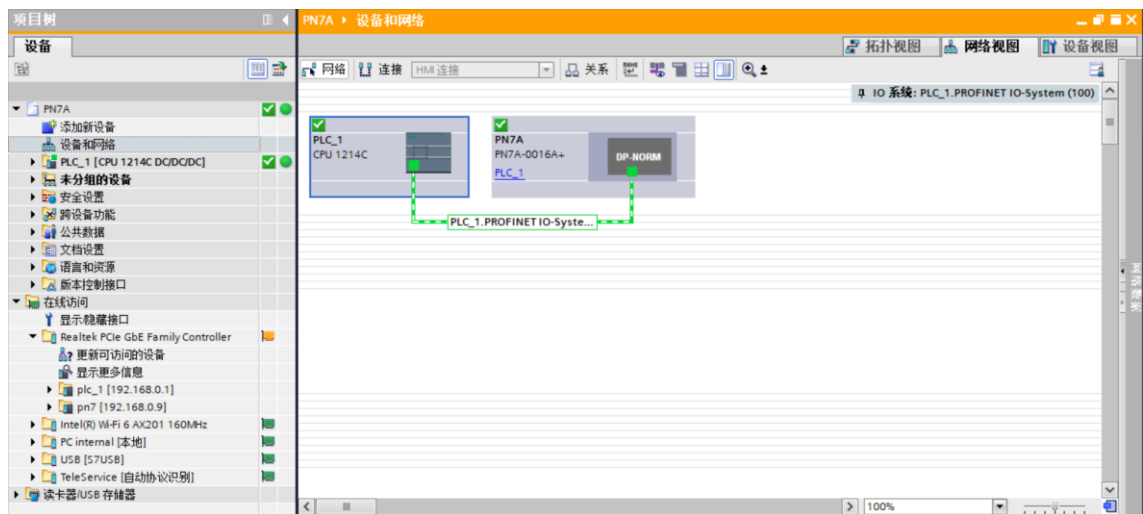 项目树
PN7A ▸ 设备和网络
设备
拓扑视图
网络视图
设备视图
网络
连接
HMI 连接
关系
IO 系统: PLC_1.PROFINET IO-System (100)
PN7A
添加新设备
设备和网络
PLC_1 [CPU 1214C DC/DC/DC]
未分组的设备
安全设置
跨设备功能
公共数据
文档设置
语言和资源
版本控制接口
在线访问
显示/隐藏接口
Realtek PCIe GbE Family Controller
更新可访问的设备
显示更多信息
plc_1 [192.168.0.1]
pn7 [192.168.0.9]
Intel(R) Wi-Fi 6 AX201 160MHz
PC internal [本地]
USB [S7USB]
TeleService [自动协议识别]
读卡器/USB 存储器
PLC_1
CPU 1214C
PN7A
PN7A-0016A+
PLC_1
DP-NORM
PLC_1.PROFINET IO-Syste...
100%